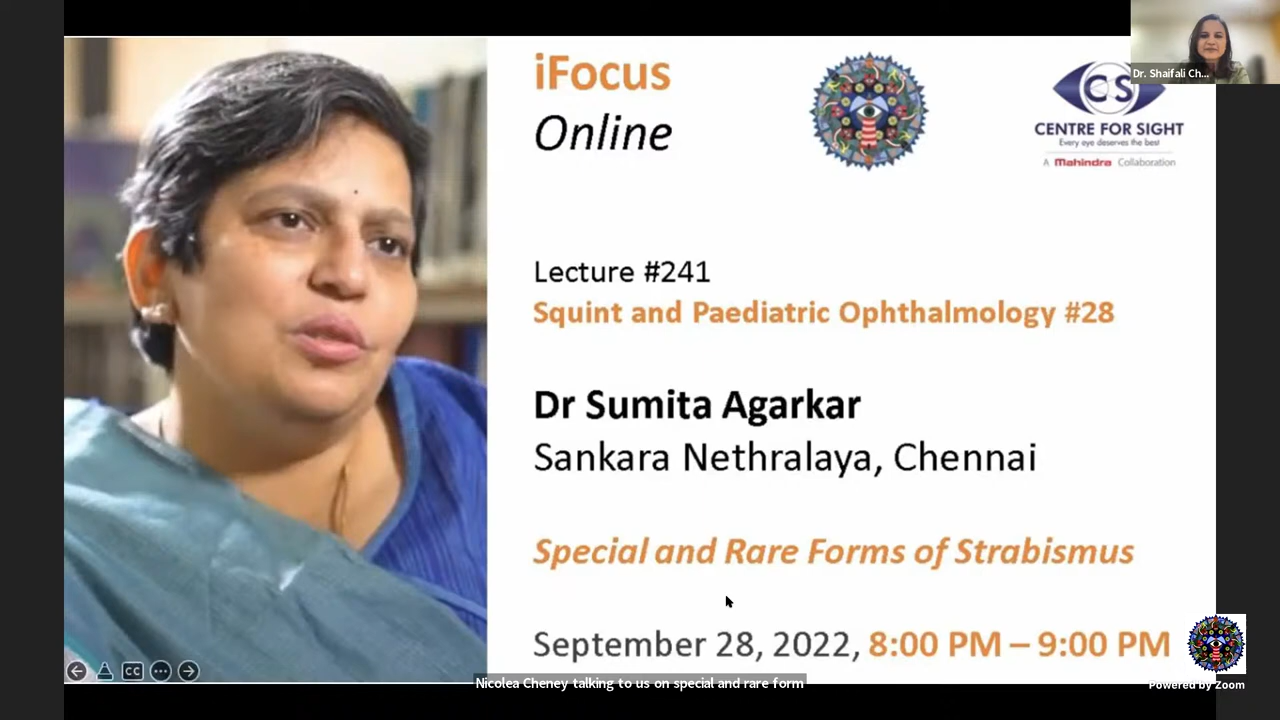 iFocus
Online
CS
CENTRE FOR SIGHT
Every eye deserves the best
A Mahindra Collaboration
Dr. Shaifali Ch...
Lecture #241
Squint and Paediatric Ophthalmology #28
Dr Sumita Agarkar
Sankara Nethralaya, Chennai
Special and Rare Forms of Strabismus
September 28, 2022, 8:00 PM – 9:00 PM
CC
Nicolea Cheney talking to us on special and rare form
Powered by Zoom